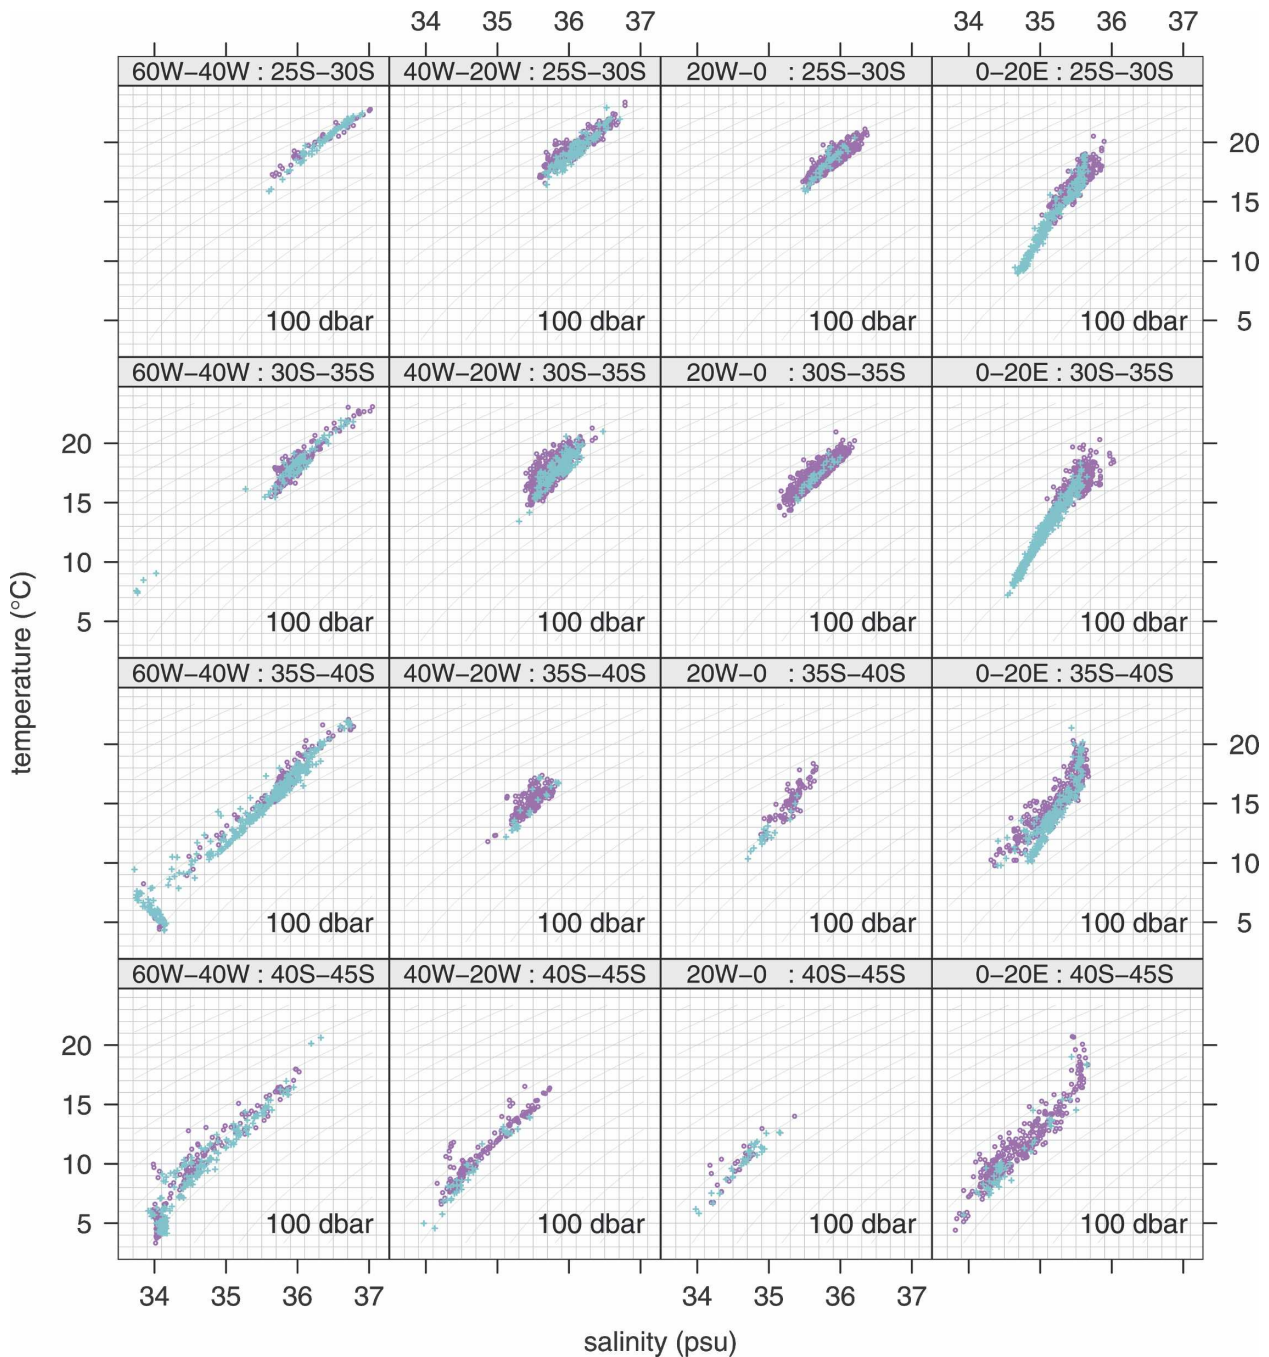 34 35 36 37 34 35 36 37
60W−40W : 25S−30S 40W−20W : 25S−30S 20W−0 : 25S−30S 0−20E : 25S−30S
20
15
10
100 dbar 100 dbar 100 dbar 100 dbar 5
60W−40W : 30S−35S 40W−20W : 30S−35S 20W−0 : 30S−35S 0−20E : 30S−35S
20
15
10
5 100 dbar 100 dbar 100 dbar 100 dbar
60W−40W : 35S−40S 40W−20W : 35S−40S 20W−0 : 35S−40S 0−20E : 35S−40S
temperature (°C)
20
15
10
100 dbar 100 dbar 100 dbar 100 dbar 5
60W−40W : 40S−45S 40W−20W : 40S−45S 20W−0 : 40S−45S 0−20E : 40S−45S
20
15
10
5 100 dbar 100 dbar 100 dbar 100 dbar
34 35 36 37 34 35 36 37
salinity (psu)